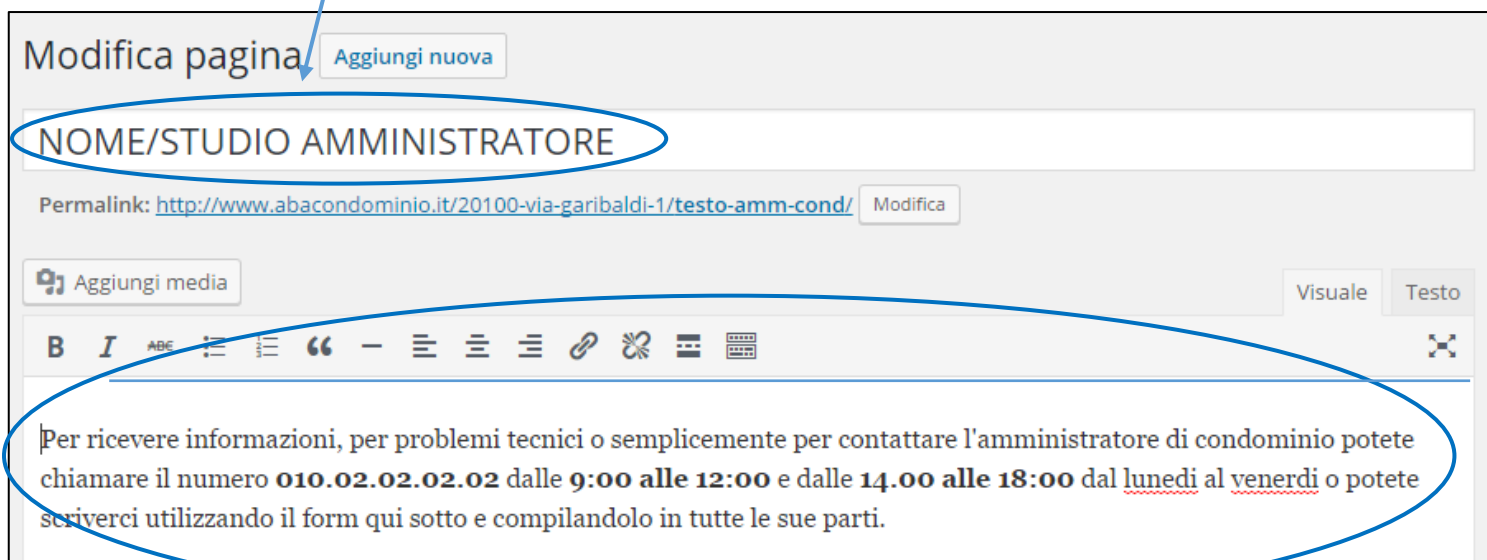 Modifica pagina Aggiungi nuova
NOME/STUDIO AMMINISTRATORE
Permalink: http://www.abacondominio.it/20100-via-garibaldi-1/testo-amm-cond/ Modifica
Aggiungi media
Visuale Testo
B I ABC
Per ricevere informazioni, per problemi tecnici o semplicemente per contattare l'amministratore di condominio potete
chiamare il numero 010.02.02.02.02 dalle 9:00 alle 12:00 e dalle 14.00 alle 18:00 dal lunedi al venerdi o potete
scriverci utilizzando il form qui sotto e compilandolo in tutte le sue parti.